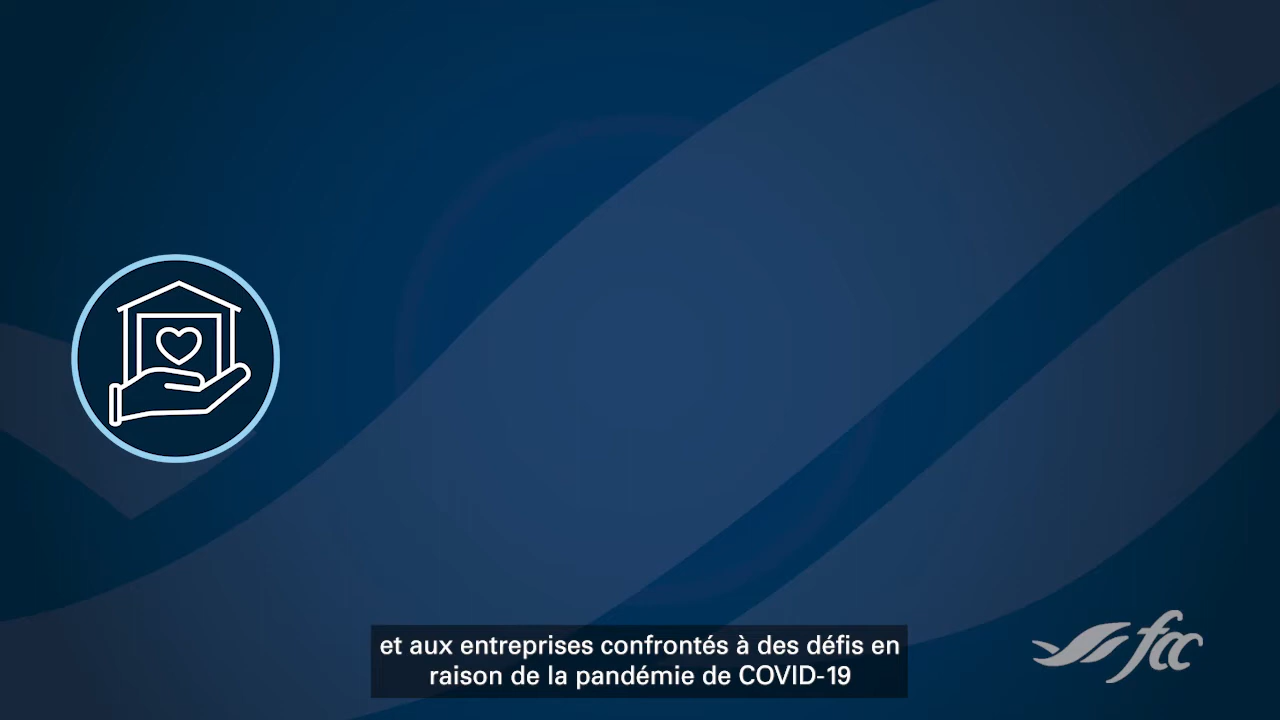 et aux entreprises confrontés à des défis en
raison de la pandémie de COVID-19
fcc